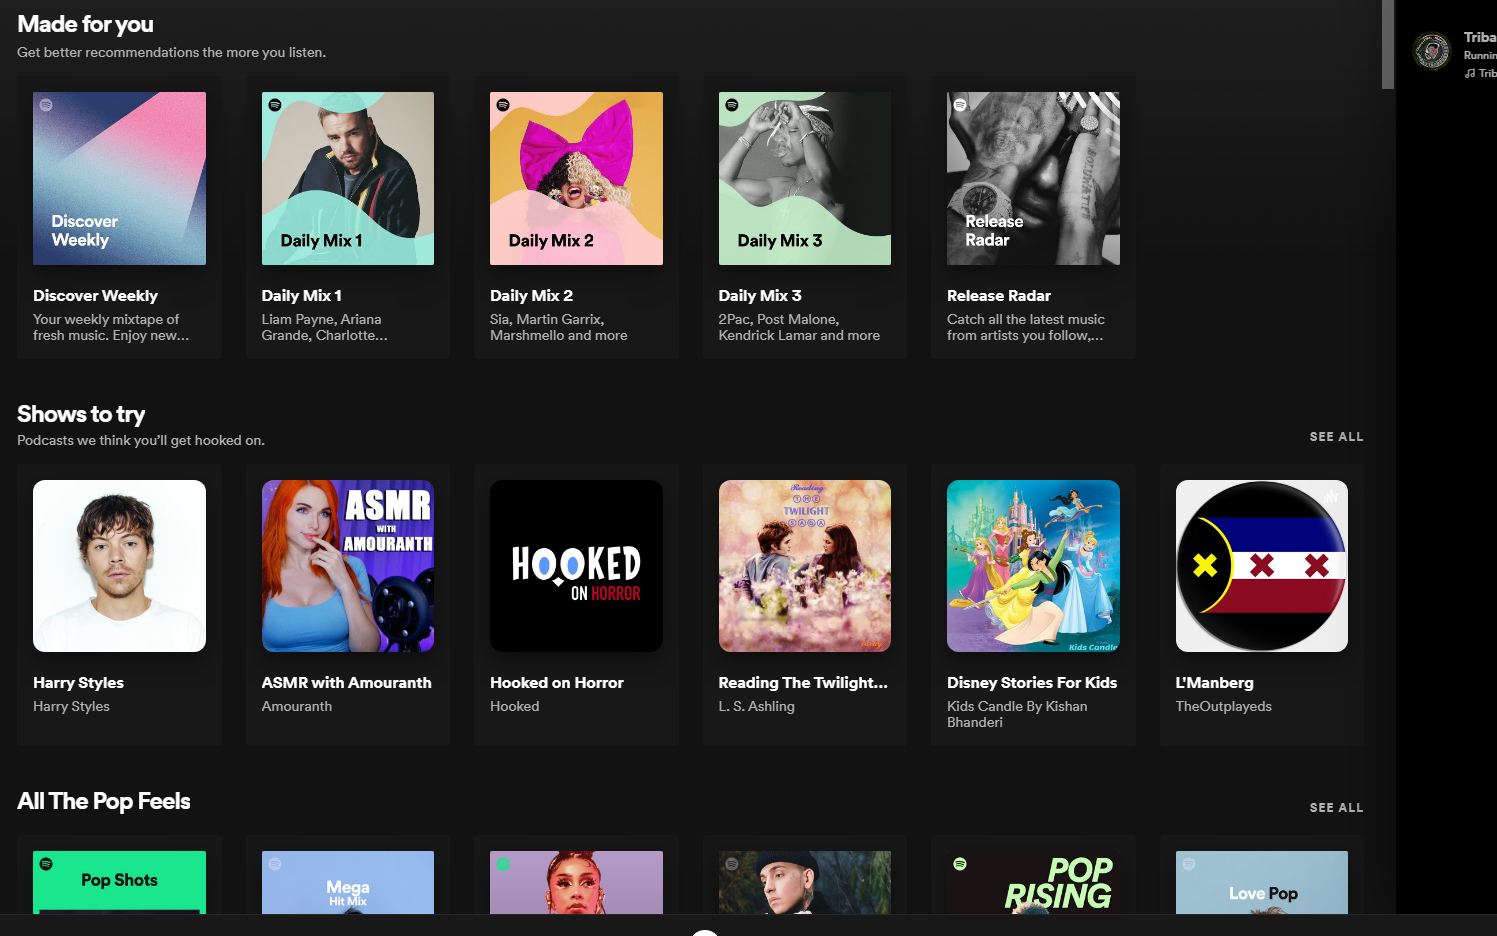 Made for you
Get better recommendations the more you listen.
Discover
Weekly
Daily Mix 1
Daily Mix 2
Daily Mix 3
Release
Radar
Discover Weekly
Your weekly mixtape of
fresh music. Enjoy new...
Daily Mix 1
Liam Payne, Ariana
Grande, Charlotte...
Daily Mix 2
Sia, Martin Garrix,
Marshmello and more
Daily Mix 3
2Pac, Post Malone,
Kendrick Lamar and more
Release Radar
Catch all the latest music
from artists you follow,...
Triba
Runnin
Trib
Shows to try
Podcasts we think you'll get hooked on.
SEE ALL
ASMR
WITH
AMOURANTH
HOOKED
ON HORROR
Reading
THE
TWILIGHT
SAGA
Kids Candle
Harry Styles
Harry Styles
ASMR with Amouranth
Amouranth
Hooked on Horror
Hooked
Reading The Twilight...
L. S. Ashling
Disney Stories For Kids
Kids Candle By Kishan
Bhanderi
L'Manberg
TheOutplayeds
All The Pop Feels
SEE ALL
Pop Shots
Mega
Hit Mix
POP
RISING
Love Pop